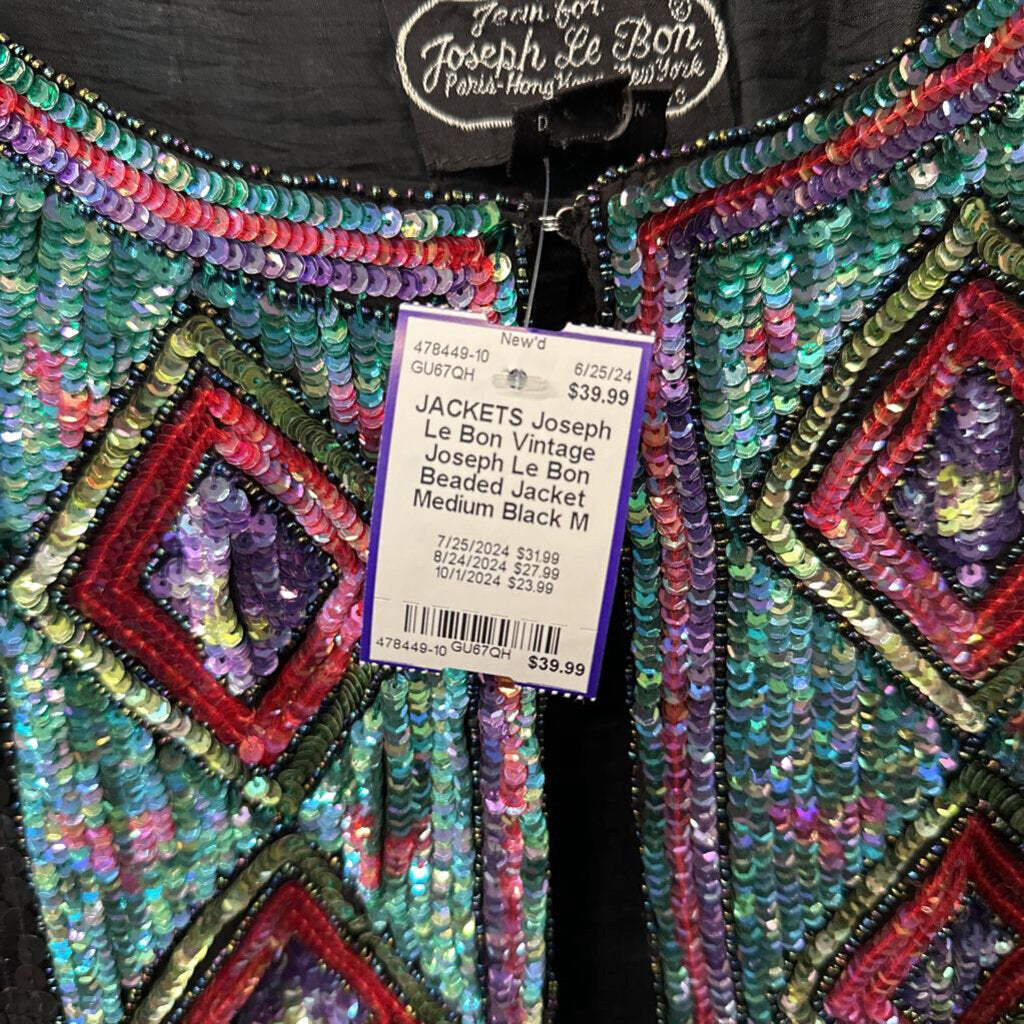 Jean for
Joseph Le Bon
Paris-Hong Kong New York
D N G
New'd
478449-10
GU67QH
6/25/24
$39.99
JACKETS Joseph
Le Bon Vintage
Joseph Le Bon
Beaded Jacket
Medium Black M
7/25/2024 $31.99
8/24/2024 $27.99
10/1/2024 $23.99
478449-10 GU67QH $39.99